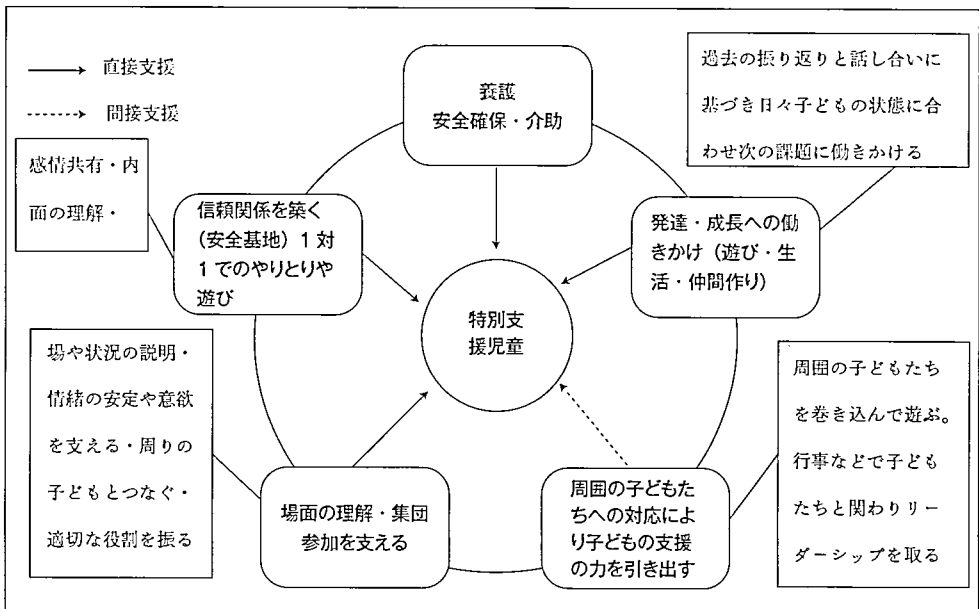 直接支援
間接支援
養護
安全確保・介助
過去の振り返りと話し合いに
基づき日々子どもの状態に合
わせ次の課題に働きかける
感情共有・内
面の理解・
信頼関係を築く
(安全基地)1対
1でのやりとりや
遊び
発達・成長への働
きかけ(遊び・生
活・仲間作り)
特別支
援児童
場や状況の説明・
情緒の安定や意欲
を支える・周りの
子どもとつなぐ・
適切な役割を振る
場面の理解・集団
参加を支える
周囲の子どもた
ちへの対応によ
り子どもの支援
の力を引き出す
周囲の子どもたち
を巻き込んで遊ぶ。
行事などで子ども
たちと関わりリー
ダーシップを取る